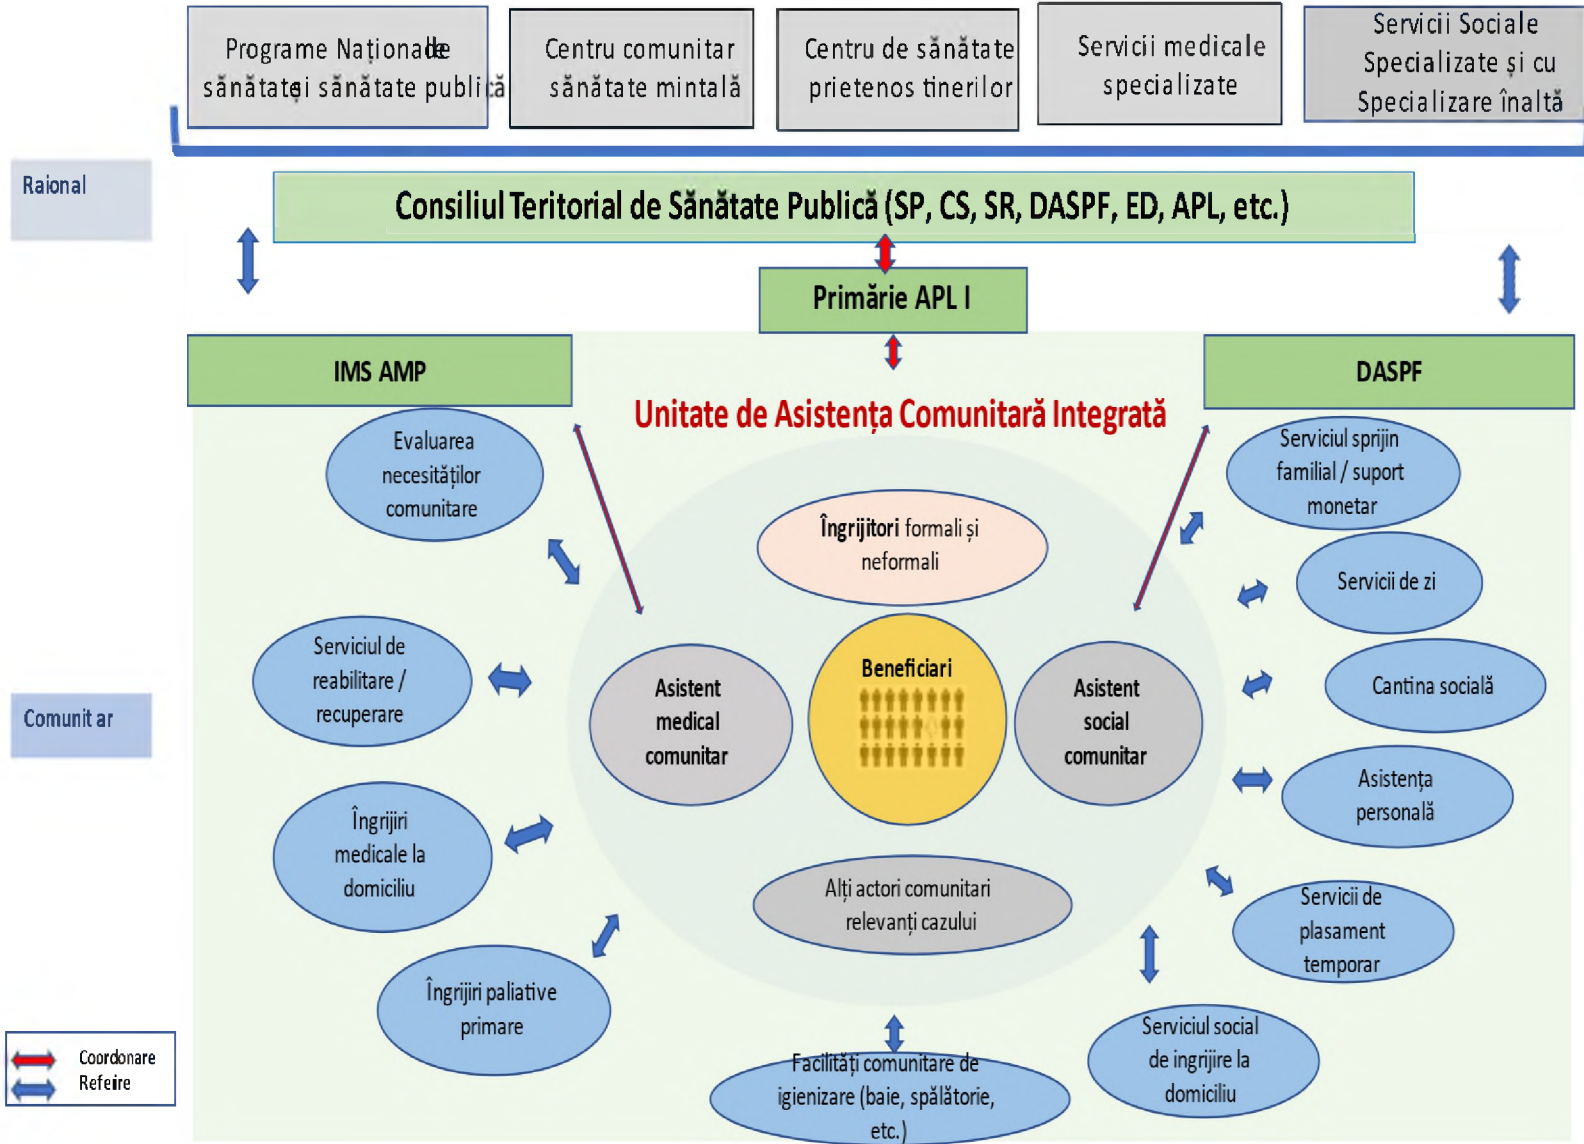 Programe Naționale de
sănătate și sănătate publică
Centru comunitar
sănătate mintală
Centru de sănătate
prietenos tinerilor
Servicii medicale
specializate
Servicii Sociale
Specializate și cu
Specializare înaltă
Raional
Consiliul Teritorial de Sănătate Publică (SP, CS, SR, DASPF, ED, APL, etc.)
Primărie APL I
IMS AMP
DASPF
Unitate de Asistența Comunitară Integrată
Evaluarea
necesităților
comunitare
Serviciul sprijin
familial / suport
monetar
Îngrijitori formali și
neformali
Servicii de zi
Serviciul de
reabilitare /
recuperare
Asistent
medical
comunitar
Beneficiari
Asistent
social
comunitar
Cantina socială
Comunit ar
Asistența
personală
Îngrijiri
medicale la
domiciliu
Alți actori comunitari
relevanți cazului
Servicii de
plasament
temporar
Îngrijiri paliative
primare
Serviciul social
de ingrijire la
domiciliu
Facilități comunitare de
igienizare (baie, spălătorie,
etc.)
Coordonare
Refeire